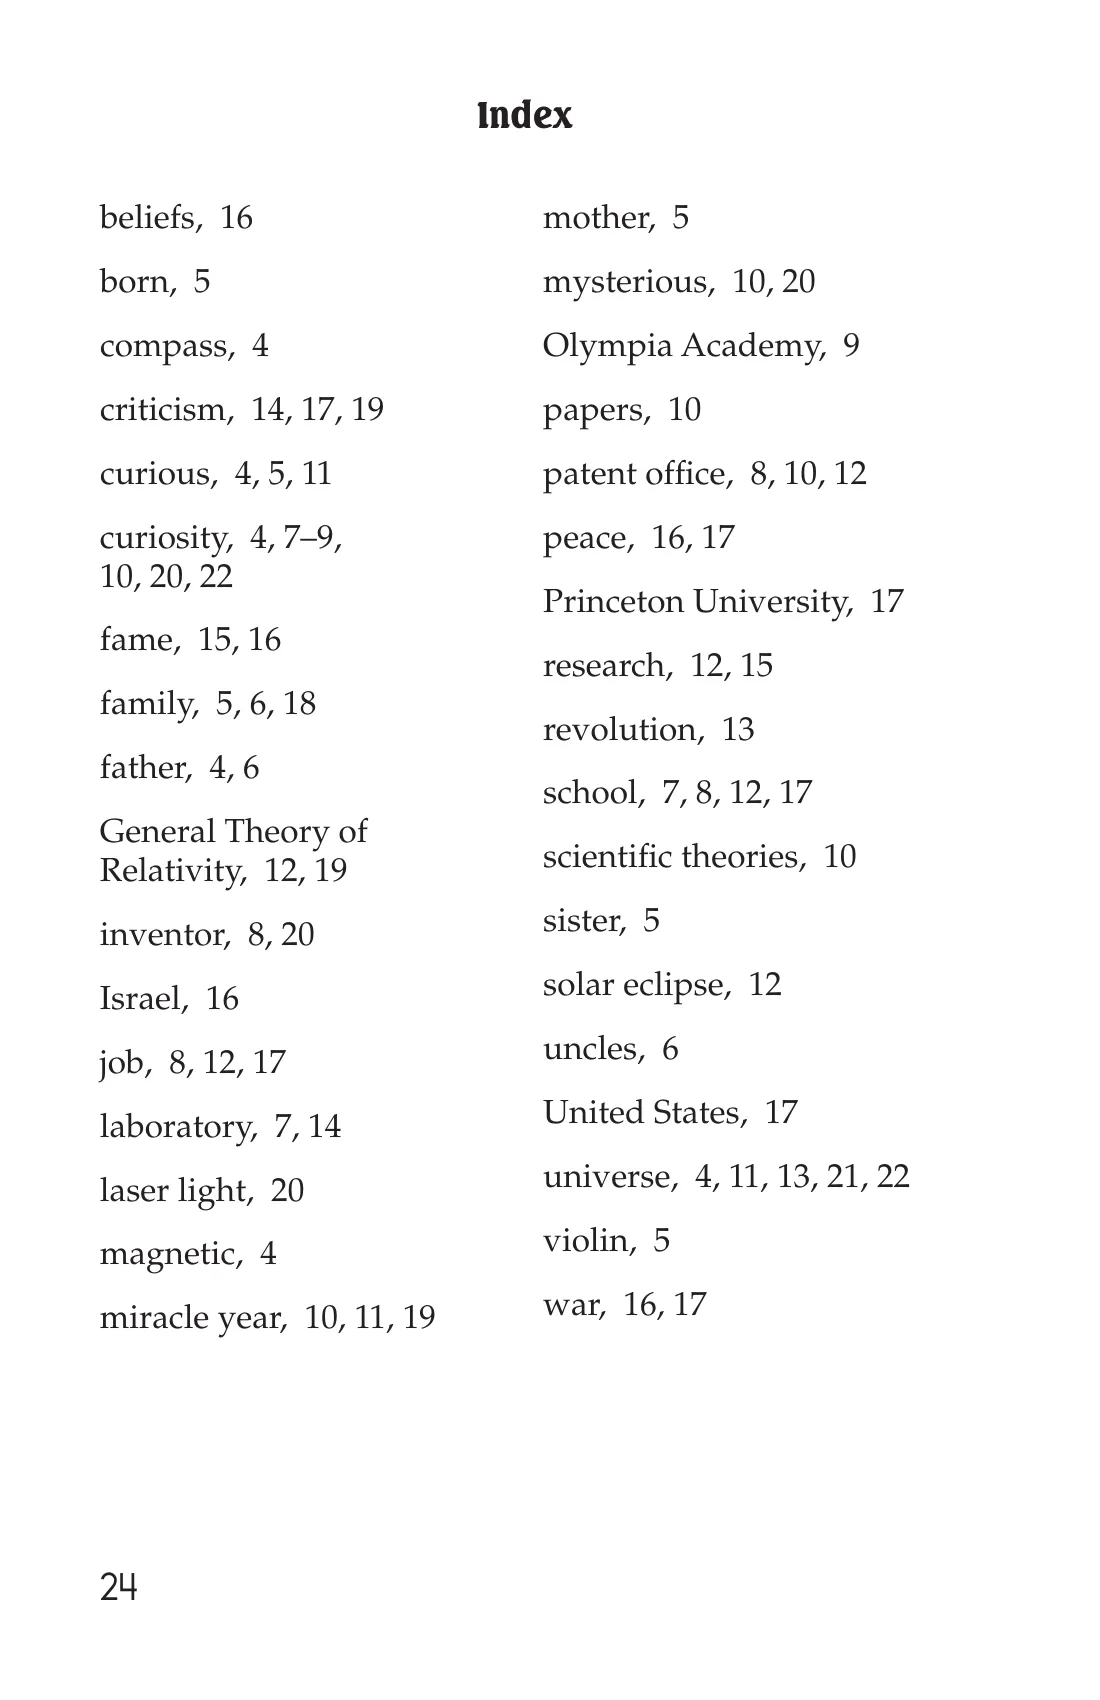 Index
beliefs, 16
born, 5
compass, 4
criticism, 14, 17, 19
curious, 4, 5, 11
curiosity, 4, 7–9,
10, 20, 22
fame, 15, 16
family, 5, 6, 18
father, 4, 6
General Theory of
Relativity, 12, 19
inventor, 8, 20
Israel, 16
job, 8, 12, 17
laboratory, 7, 14
laser light, 20
magnetic, 4
miracle year, 10, 11, 19
mother, 5
mysterious, 10, 20
Olympia Academy, 9
papers, 10
patent office, 8, 10, 12
peace, 16, 17
Princeton University, 17
research, 12, 15
revolution, 13
school, 7, 8, 12, 17
scientific theories, 10
sister, 5
solar eclipse, 12
uncles, 6
United States, 17
universe, 4, 11, 13, 21, 22
violin, 5
war, 16, 17
24